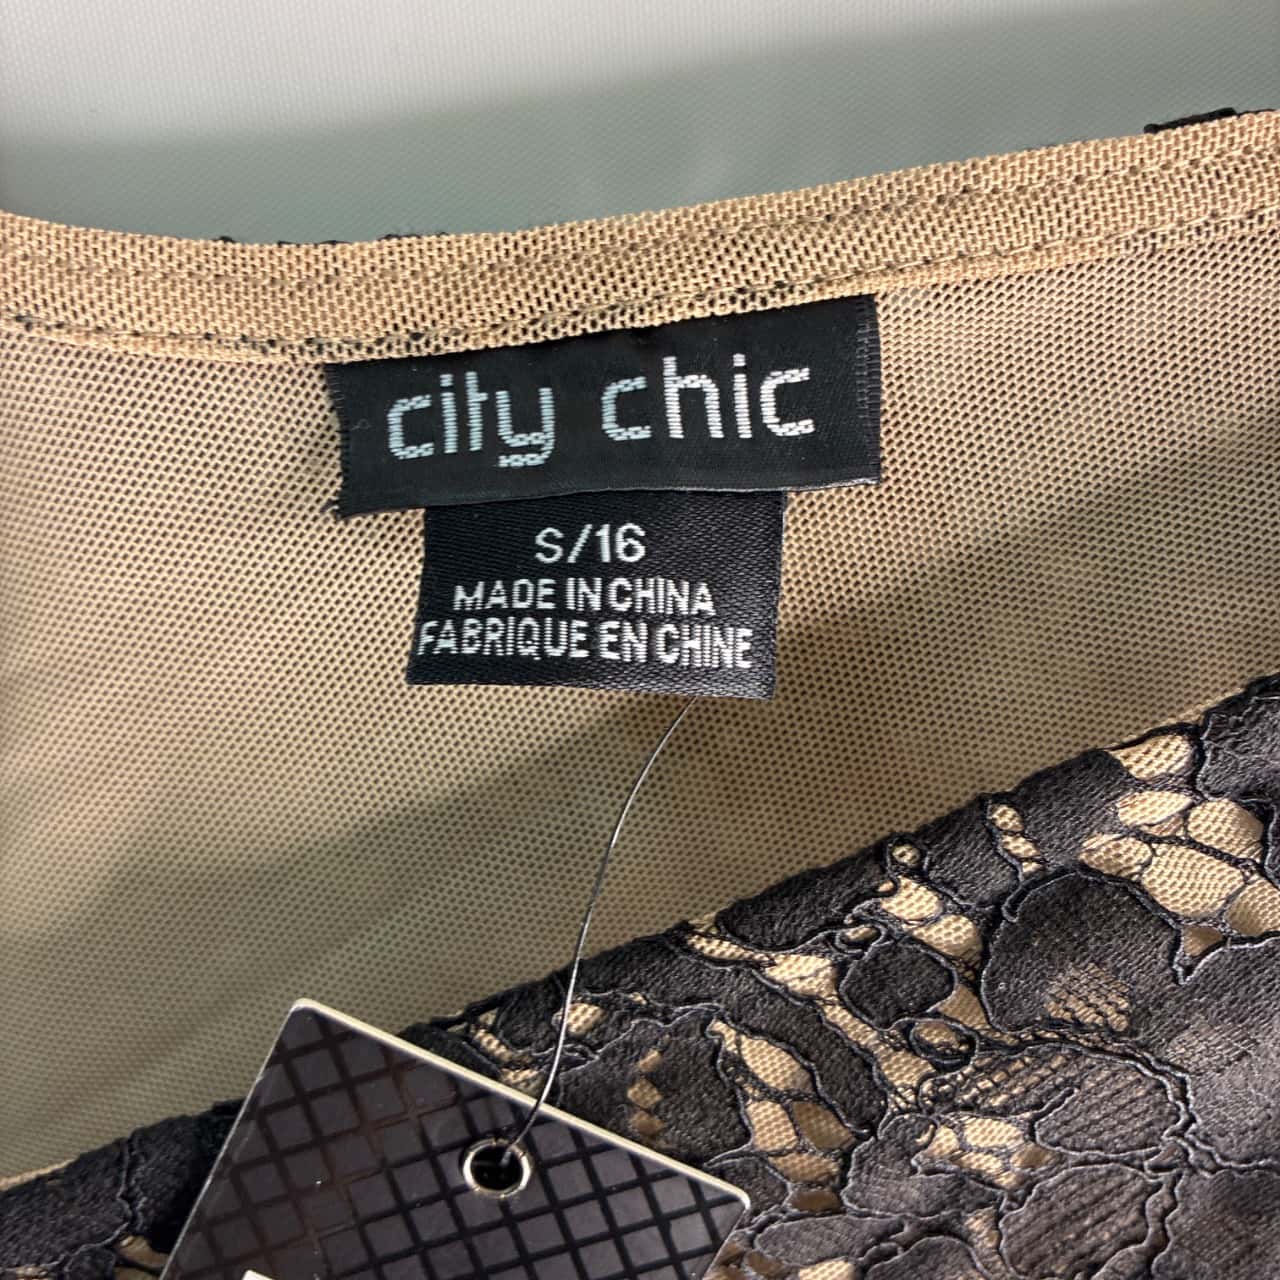 city chic
S/16
MADE IN CHINA
FABRIQUE EN CHINE